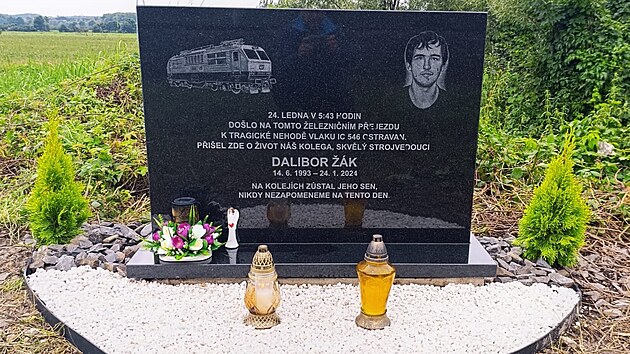 24. LEDNA V 5:43 HODIN
DOŠLO NA TOMTO ŽELEZNIČNÍM PŘEJEZDU
K TRAGICKÉ NEHODĚ VLAKU IC 546 OSTRAVAN.
PŘIŠEL ZDE O ŽIVOT NÁŠ KOLEGA, SKVĚLÝ STROJVEDOUCÍ
DALIBOR ŽÁK
14. 6. 1993 – 24. 1. 2024
NA KOLEJÍCH ZŮSTAL JEHO SEN,
NIKDY NEZAPOMENEME NA TENTO DEN.